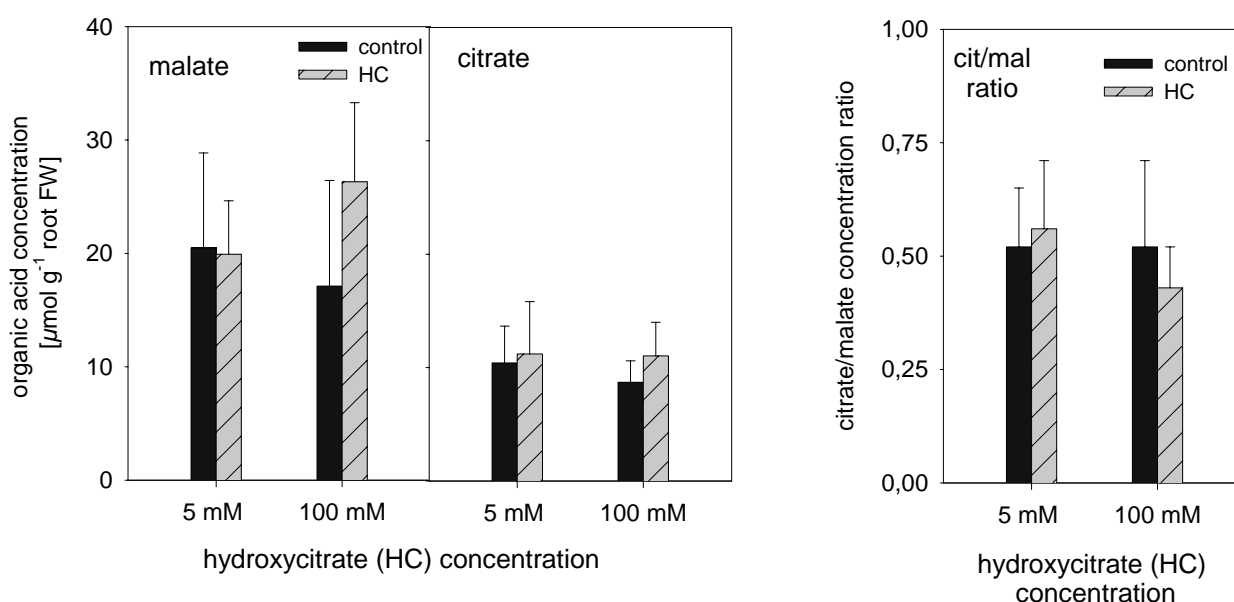 organic acid concentration
[µmol g⁻¹ root FW]
40
30
20
10
0
malate
control
HC
citrate
5 mM
100 mM
5 mM
100 mM
hydroxycitrate (HC) concentration
citrate/malate concentration ratio
1,00
0,75
0,50
0,25
0,00
cit/mal
ratio
control
HC
5 mM
100 mM
hydroxycitrate (HC)
concentration